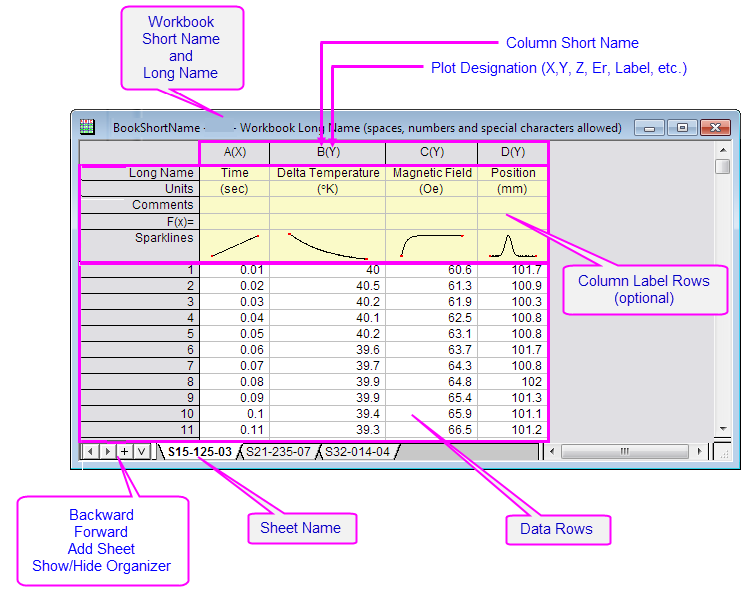 Workbook
Short Name
and
Long Name
Column Short Name
Plot Designation (X,Y, Z, Er, Label, etc.)
BookShortName - - Workbook Long Name (spaces, numbers and special characters allowed)
A(X) B(Y) C(Y) D(Y)
Long Name Time Delta Temperature Magnetic Field Position
Units (sec) (°K) (Oe) (mm)
Comments
F(x)=
Sparklines
1 0.01 40 60.6 101.7
2 0.02 40.5 61.3 100.9
3 0.03 40.2 61.9 100.3
4 0.04 40.1 62.5 100.8
5 0.05 40.2 63.1 100.8
6 0.06 39.6 63.7 101.7
7 0.07 39.7 64.3 100.8
8 0.08 39.9 64.8 102
9 0.09 39.9 65.4 101.3
10 0.1 39.4 65.9 101.1
11 0.11 39.3 66.5 101.2
Column Label Rows
(optional)
S15-125-03 S21-235-07 S32-014-04
Backward
Forward
Add Sheet
Show/Hide Organizer
Sheet Name
Data Rows